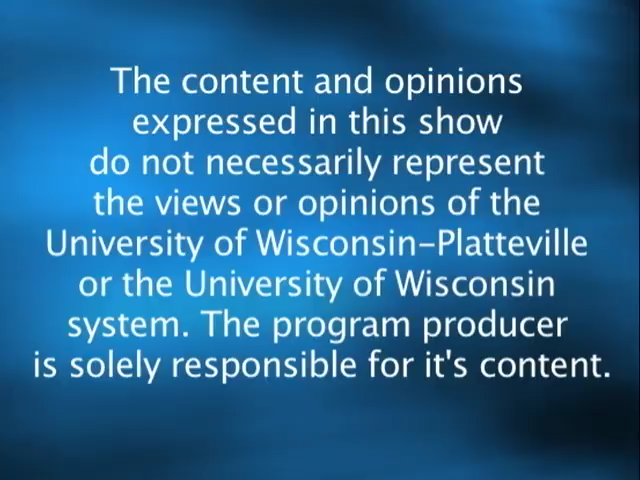 The content and opinions
expressed in this show
do not necessarily represent
the views or opinions of the
University of Wisconsin-Platteville
or the University of Wisconsin
system. The program producer
is solely responsible for it's content.